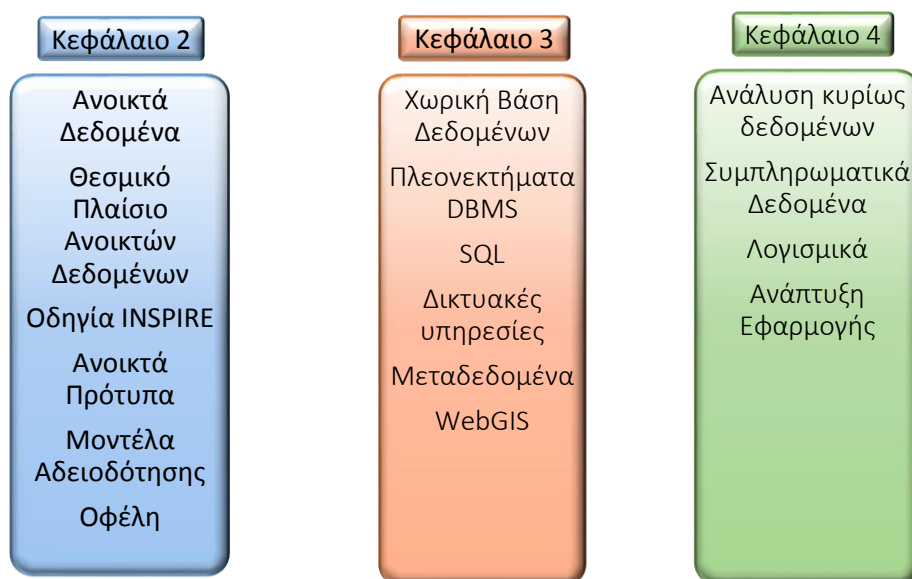 Κεφάλαιο 2
Ανοικτά
Δεδομένα
Θεσμικό
Πλαίσιο
Ανοικτών
Δεδομένων
Οδηγία INSPIRE
Ανοικτά
Πρότυπα
Μοντέλα
Αδειοδότησης
Οφέλη
Κεφάλαιο 3
Χωρική Βάση
Δεδομένων
Πλεονεκτήματα
DBMS
SQL
Δικτυακές
υπηρεσίες
Μεταδεδομένα
WebGIS
Κεφάλαιο 4
Ανάλυση κυρίως
δεδομένων
Συμπληρωματικά
Δεδομένα
Λογισμικά
Ανάπτυξη
Εφαρμογής